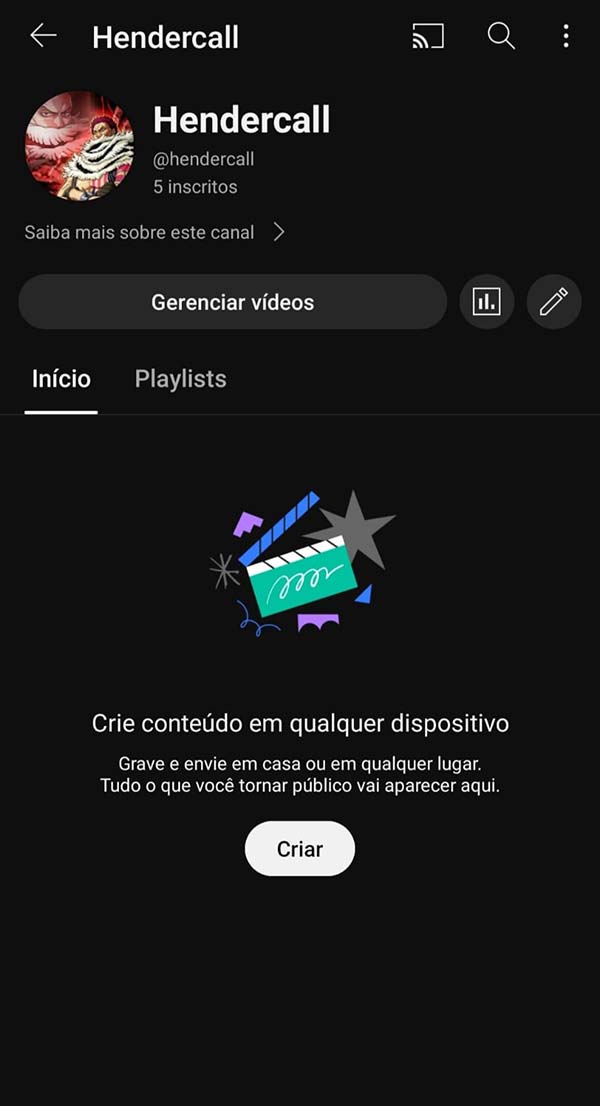 Hendercall
Hendercall
@hendercall
5 inscritos
Saiba mais sobre este canal
Gerenciar vídeos
Início
Playlists
Crie conteúdo em qualquer dispositivo
Grave e envie em casa ou em qualquer lugar.
Tudo o que você tornar público vai aparecer aqui.
Criar